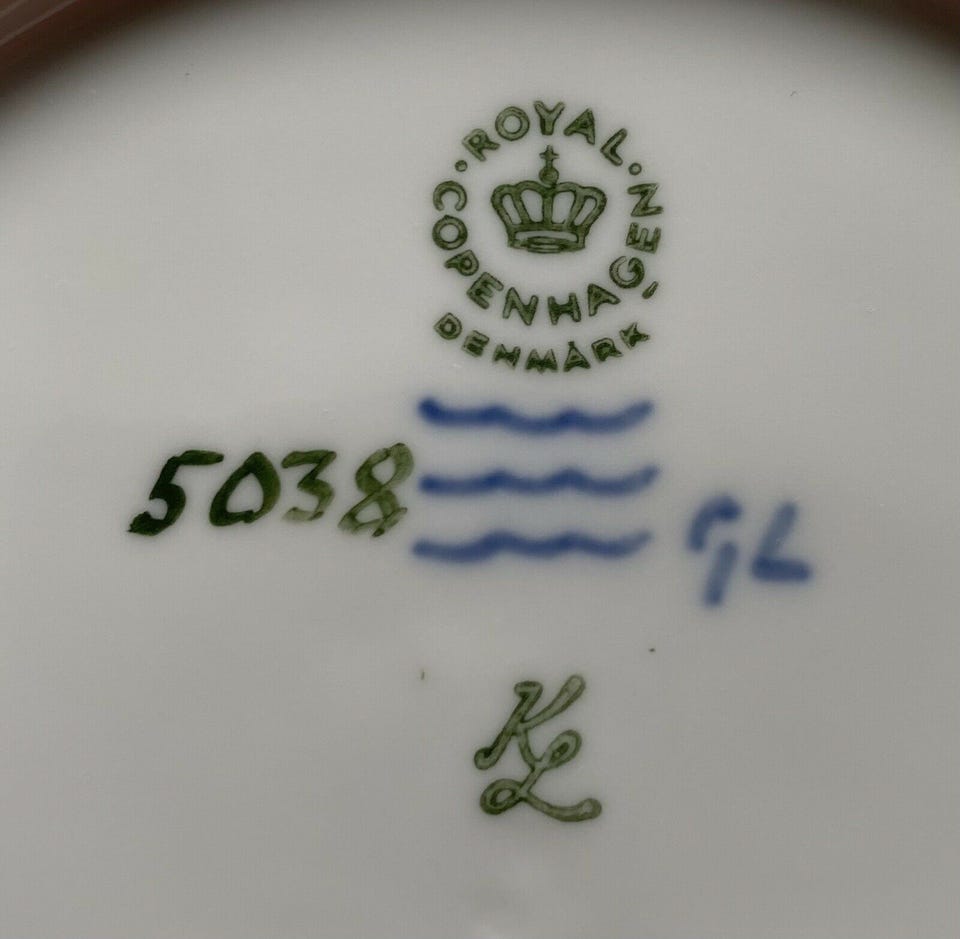 ROYAL · COPENHAGEN ·
DENMARK
5038
KL